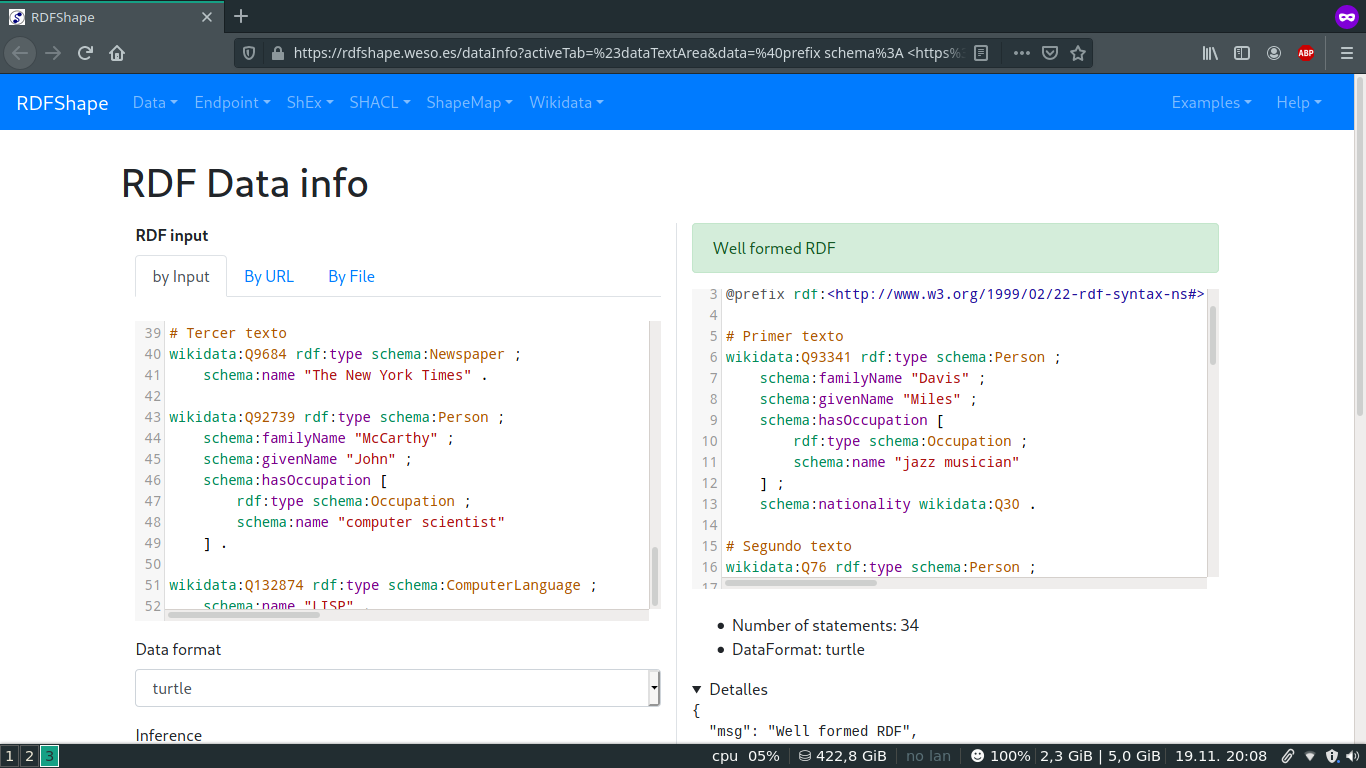 RDFShape
https://rdfshape.weso.es/dataInfo?activeTab=%23dataTextArea&data=%40prefix schema%3A <https%
ABP
RDFShape Data Endpoint ShEx SHACL ShapeMap Wikidata Examples Help
RDF Data info
RDF input
by Input By URL By File
39 # Tercer texto
40 wikidata:Q9684 rdf:type schema:Newspaper ;
41 schema:name "The New York Times" .
42
43 wikidata:Q92739 rdf:type schema:Person ;
44 schema:familyName "McCarthy" ;
45 schema:givenName "John" ;
46 schema:hasOccupation [
47 rdf:type schema:Occupation ;
48 schema:name "computer scientist"
49 ] .
50
51 wikidata:Q132874 rdf:type schema:ComputerLanguage ;
52 schema:name "LISP" .
Data format
turtle
Inference
Well formed RDF
3 @prefix rdf:<http://www.w3.org/1999/02/22-rdf-syntax-ns#>
4
5 # Primer texto
6 wikidata:Q93341 rdf:type schema:Person ;
7 schema:familyName "Davis" ;
8 schema:givenName "Miles" ;
9 schema:hasOccupation [
10 rdf:type schema:Occupation ;
11 schema:name "jazz musician"
12 ] ;
13 schema:nationality wikidata:Q30 .
14
15 # Segundo texto
16 wikidata:Q76 rdf:type schema:Person ;
17
Number of statements: 34
DataFormat: turtle
Detalles
{
"msg": "Well formed RDF",
1 2 3 cpu 05% 422,8 GiB no lan 100% 2,3 GiB | 5,0 GiB 19.11. 20:08